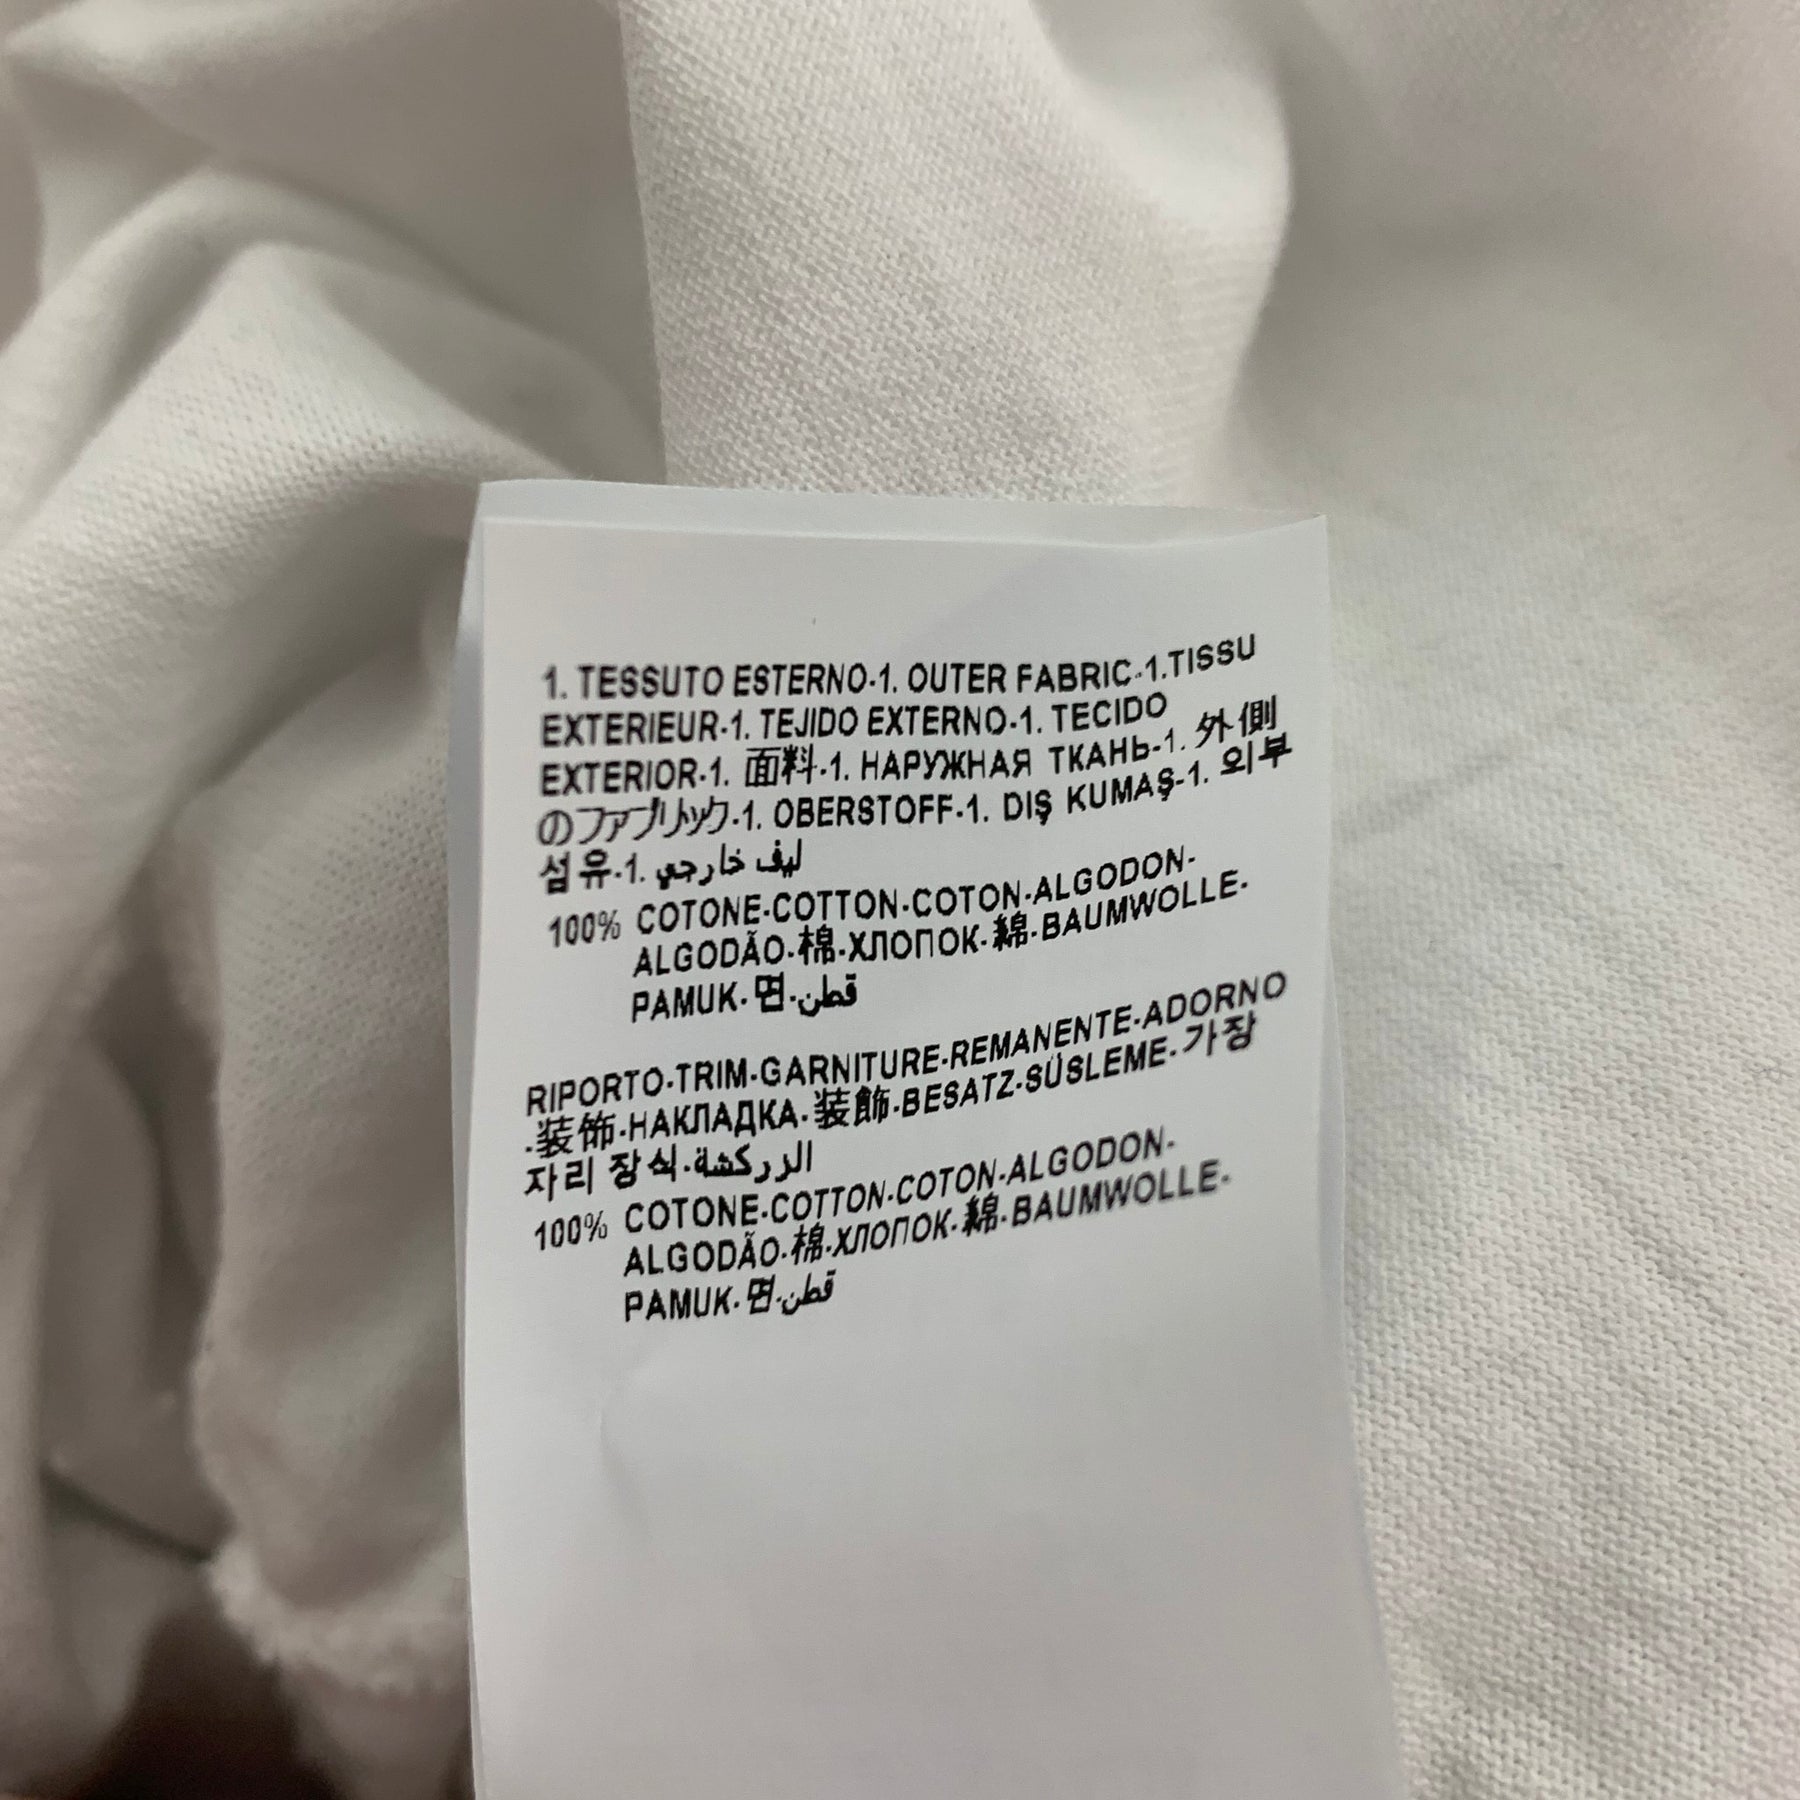 1. TESSUTO ESTERNO-1. OUTER FABRIC-1.TISSU
EXTERIEUR-1. TEJIDO EXTERNO-1. TECIDO
EXTERIOR-1. 面料-1. НАРУЖНАЯ ТКАНЬ-1. 外側
のファブリック-1. OBERSTOFF-1. DIŞ KUMAŞ-1. 외부
섬유-1. ليف خارجي
100% COTONE-COTTON-COTON-ALGODON-
ALGODÃO-棉-ХЛОПОК-綿-BAUMWOLLE-
PAMUK-면-قطن
RIPORTO-TRIM-GARNITURE-REMANENTE-ADORNO
-装饰-НАКЛАДКА-装飾-BESATZ-SÜSLEME-가장
자리 장식-الزركشة
100% COTONE-COTTON-COTON-ALGODON-
ALGODÃO-棉-ХЛОПОК-綿-BAUMWOLLE-
PAMUK-면-قطن